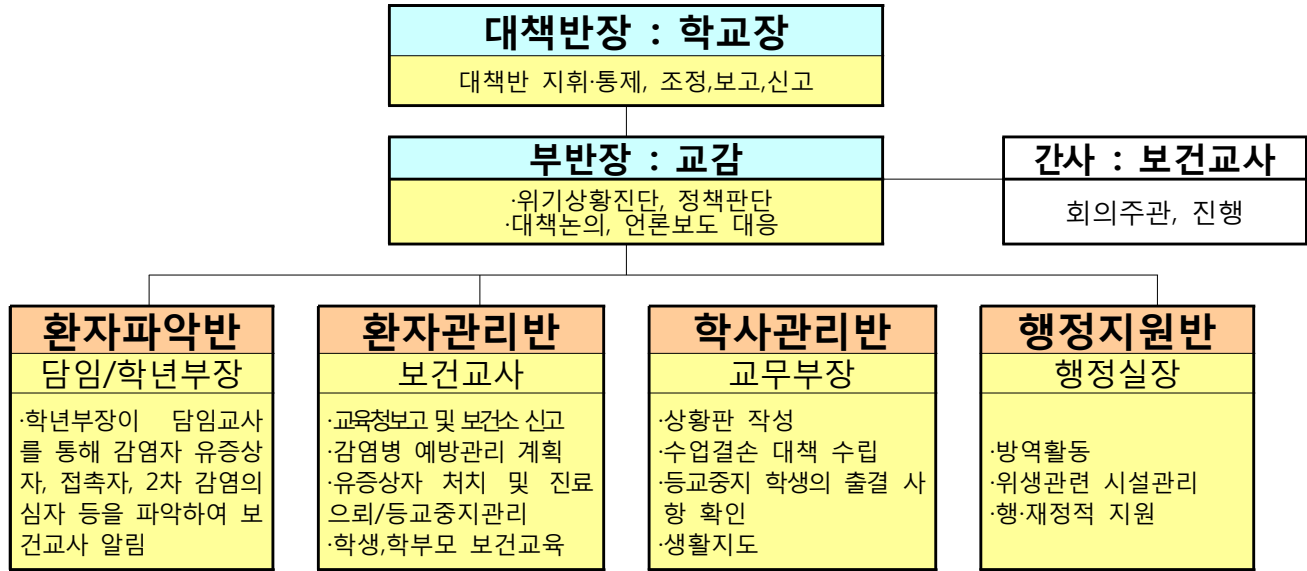 대책반장 : 학교장
대책반 지휘·통제, 조정,보고,신고
부반장 : 교감
·위기상황진단, 정책판단
·대책논의, 언론보도 대응
간사 : 보건교사
회의주관, 진행
환자파악반
담임/학년부장
·학년부장이 담임교사
를 통해 감염자 유증상
자, 접촉자, 2차 감염의
심자 등을 파악하여 보
건교사 알림
환자관리반
보건교사
·교육청보고 및 보건소 신고
·감염병 예방관리 계획
·유증상자 처치 및 진료
으뢰/등교중지관리
·학생,학부모 보건교육
학사관리반
교무부장
·상황판 작성
·수업결손 대책 수립
·등교중지 학생의 출결 사
항 확인
·생활지도
행정지원반
행정실장
·방역활동
·위생관련 시설관리
·행·재정적 지원